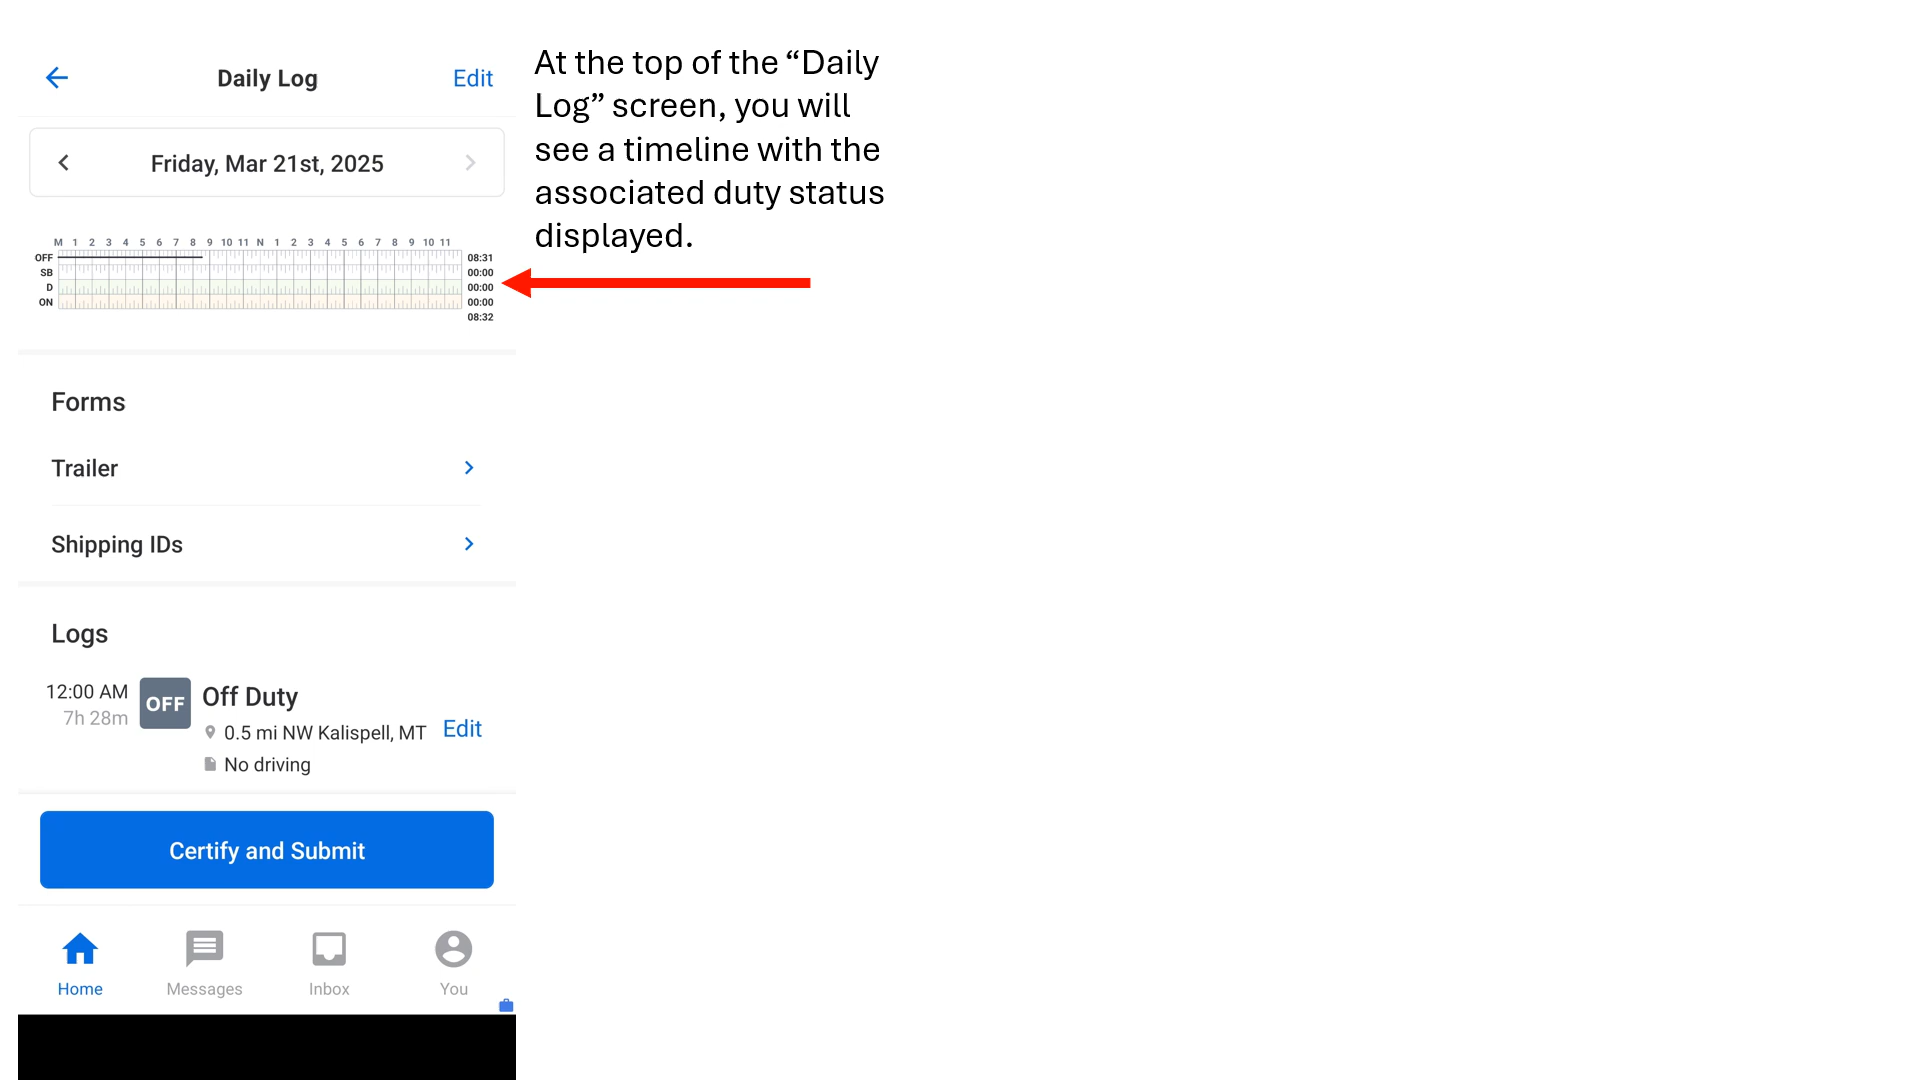 Daily Log
Edit
Friday, Mar 21st, 2025
M 1 2 3 4 5 6 7 8 9 10 11 N 1 2 3 4 5 6 7 8 9 10 11
OFF 08:31
SB 00:00
D 00:00
ON 00:00
08:32
Forms
Trailer
Shipping IDs
Logs
12:00 AM
7h 28m
OFF
Off Duty
0.5 mi NW Kalispell, MT
Edit
No driving
Certify and Submit
Home
Messages
Inbox
You
At the top of the “Daily
Log” screen, you will
see a timeline with the
associated duty status
displayed.